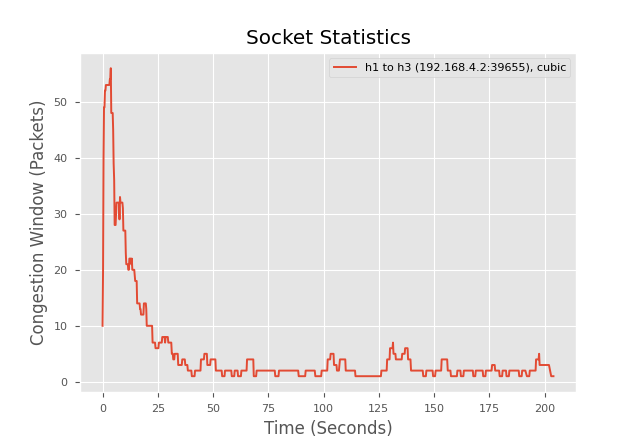 Socket Statistics
h1 to h3 (192.168.4.2:39655), cubic
Congestion Window (Packets)
50
40
30
20
10
0
0 25 50 75 100 125 150 175 200
Time (Seconds)